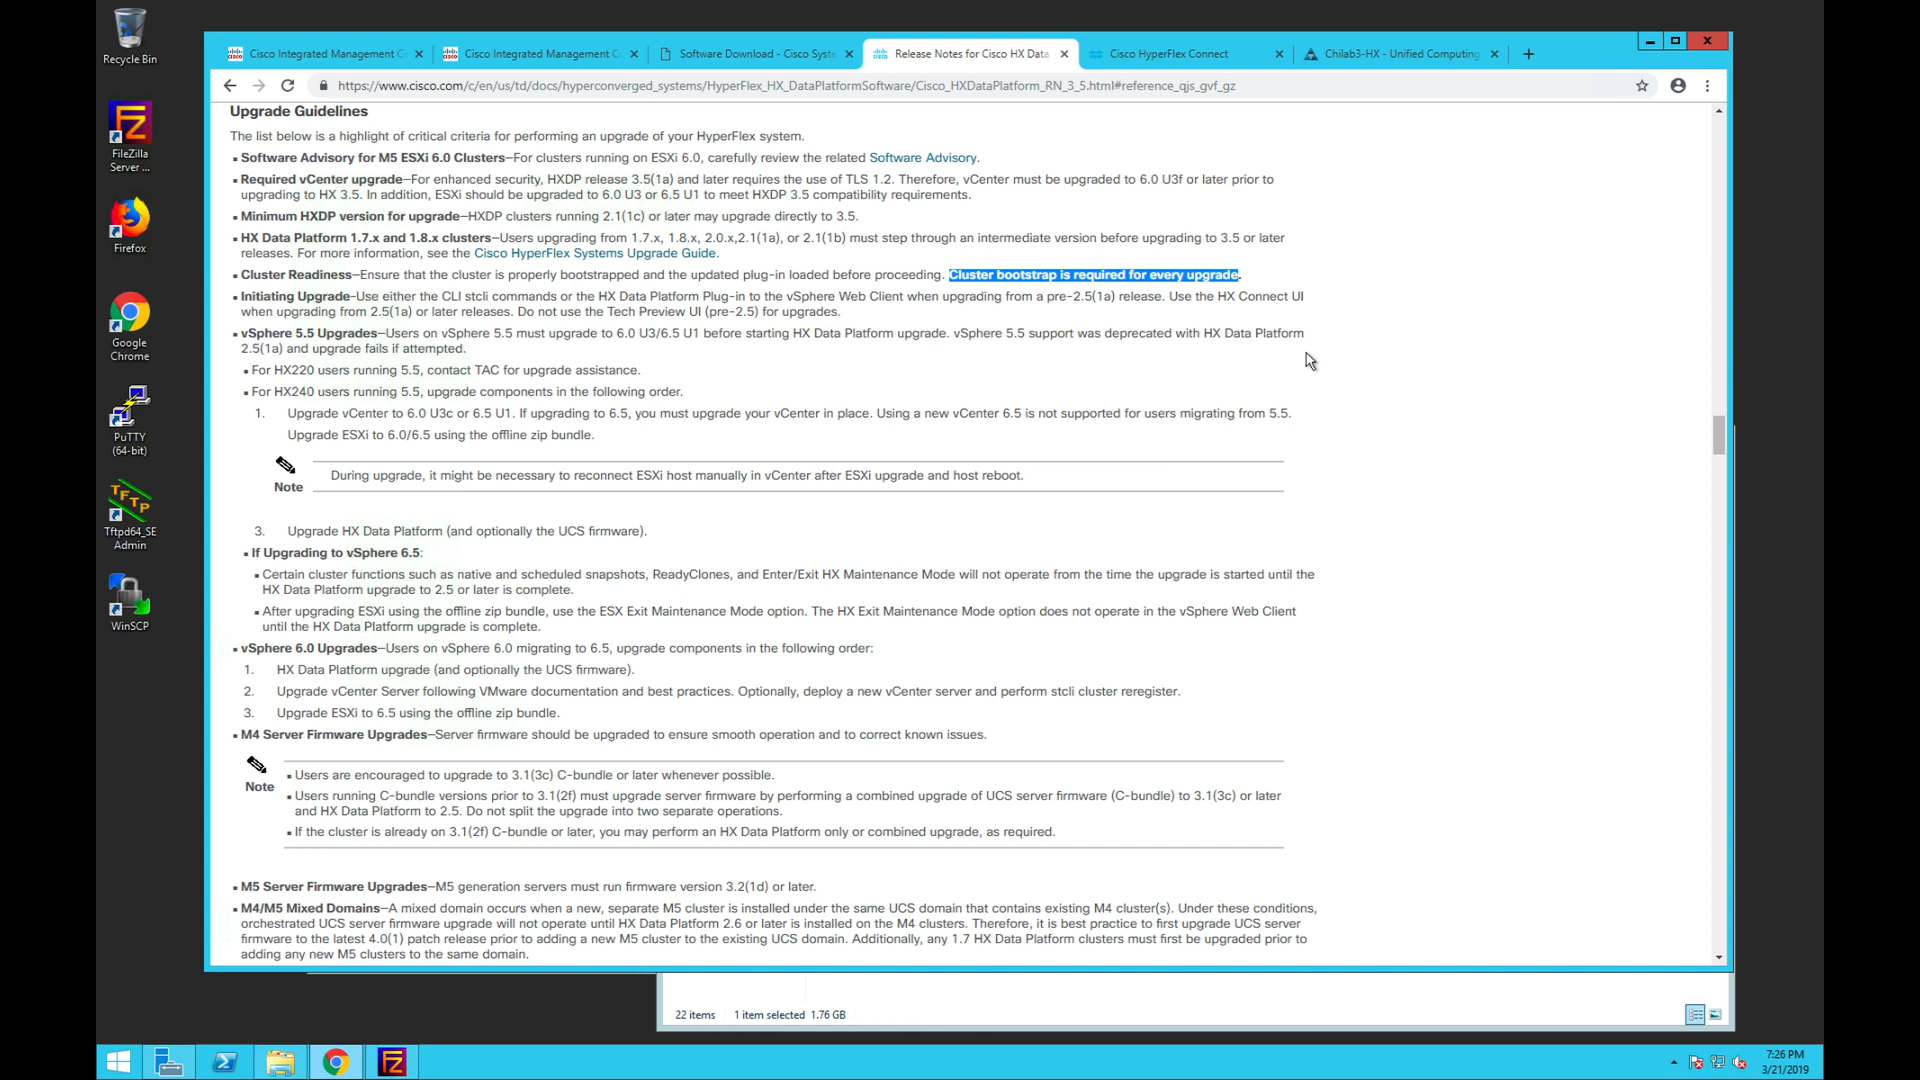 Recycle Bin
FileZilla
Server ...
Firefox
Google
Chrome
PuTTY
(64-bit)
Tftpd64_SE
Admin
WinSCP
Cisco Integrated Management C
Cisco Integrated Management C
Software Download - Cisco Syste
Release Notes for Cisco HX Data
Cisco HyperFlex Connect
Chilab3-HX - Unified Computing
https://www.cisco.com/c/en/us/td/docs/hyperconverged_systems/HyperFlex_HX_DataPlatformSoftware/Cisco_HXDataPlatform_RN_3_5.html#reference_qjs_gvf_gz
Upgrade Guidelines
The list below is a highlight of critical criteria for performing an upgrade of your HyperFlex system.
▪ Software Advisory for M5 ESXi 6.0 Clusters—For clusters running on ESXi 6.0, carefully review the related Software Advisory.
▪ Required vCenter upgrade—For enhanced security, HXDP release 3.5(1a) and later requires the use of TLS 1.2. Therefore, vCenter must be upgraded to 6.0 U3f or later prior to
upgrading to HX 3.5. In addition, ESXi should be upgraded to 6.0 U3 or 6.5 U1 to meet HXDP 3.5 compatibility requirements.
▪ Minimum HXDP version for upgrade—HXDP clusters running 2.1(1c) or later may upgrade directly to 3.5.
▪ HX Data Platform 1.7.x and 1.8.x clusters—Users upgrading from 1.7.x, 1.8.x, 2.0.x,2.1(1a), or 2.1(1b) must step through an intermediate version before upgrading to 3.5 or later
releases. For more information, see the Cisco HyperFlex Systems Upgrade Guide.
▪ Cluster Readiness—Ensure that the cluster is properly bootstrapped and the updated plug-in loaded before proceeding. Cluster bootstrap is required for every upgrade.
▪ Initiating Upgrade-Use either the CLI stcli commands or the HX Data Platform Plug-in to the vSphere Web Client when upgrading from a pre-2.5(1a) release. Use the HX Connect UI
when upgrading from 2.5(1a) or later releases. Do not use the Tech Preview UI (pre-2.5) for upgrades.
▪ vSphere 5.5 Upgrades—Users on vSphere 5.5 must upgrade to 6.0 U3/6.5 U1 before starting HX Data Platform upgrade. vSphere 5.5 support was deprecated with HX Data Platform
2.5(1a) and upgrade fails if attempted.
▪ For HX220 users running 5.5, contact TAC for upgrade assistance.
▪ For HX240 users running 5.5, upgrade components in the following order.
1. Upgrade vCenter to 6.0 U3c or 6.5 U1. If upgrading to 6.5, you must upgrade your vCenter in place. Using a new vCenter 6.5 is not supported for users migrating from 5.5.
Upgrade ESXi to 6.0/6.5 using the offline zip bundle.
Note During upgrade, it might be necessary to reconnect ESXi host manually in vCenter after ESXi upgrade and host reboot.
3. Upgrade HX Data Platform (and optionally the UCS firmware).
▪ If Upgrading to vSphere 6.5:
▪ Certain cluster functions such as native and scheduled snapshots, ReadyClones, and Enter/Exit HX Maintenance Mode will not operate from the time the upgrade is started until the
HX Data Platform upgrade to 2.5 or later is complete.
▪ After upgrading ESXi using the offline zip bundle, use the ESX Exit Maintenance Mode option. The HX Exit Maintenance Mode option does not operate in the vSphere Web Client
until the HX Data Platform upgrade is complete.
▪ vSphere 6.0 Upgrades—Users on vSphere 6.0 migrating to 6.5, upgrade components in the following order:
1. HX Data Platform upgrade (and optionally the UCS firmware).
2. Upgrade vCenter Server following VMware documentation and best practices. Optionally, deploy a new vCenter server and perform stcli cluster reregister.
3. Upgrade ESXi to 6.5 using the offline zip bundle.
▪ M4 Server Firmware Upgrades—Server firmware should be upgraded to ensure smooth operation and to correct known issues.
Note
▪ Users are encouraged to upgrade to 3.1(3c) C-bundle or later whenever possible.
▪ Users running C-bundle versions prior to 3.1(2f) must upgrade server firmware by performing a combined upgrade of UCS server firmware (C-bundle) to 3.1(3c) or later
and HX Data Platform to 2.5. Do not split the upgrade into two separate operations.
▪ If the cluster is already on 3.1(2f) C-bundle or later, you may perform an HX Data Platform only or combined upgrade, as required.
▪ M5 Server Firmware Upgrades—M5 generation servers must run firmware version 3.2(1d) or later.
▪ M4/M5 Mixed Domains—A mixed domain occurs when a new, separate M5 cluster is installed under the same UCS domain that contains existing M4 cluster(s). Under these conditions,
orchestrated UCS server firmware upgrade will not operate until HX Data Platform 2.6 or later is installed on the M4 clusters. Therefore, it is best practice to first upgrade UCS server
firmware to the latest 4.0(1) patch release prior to adding a new M5 cluster to the existing UCS domain. Additionally, any 1.7 HX Data Platform clusters must first be upgraded prior to
adding any new M5 clusters to the same domain.
22 items 1 item selected 1.76 GB
7:26 PM
3/21/2019